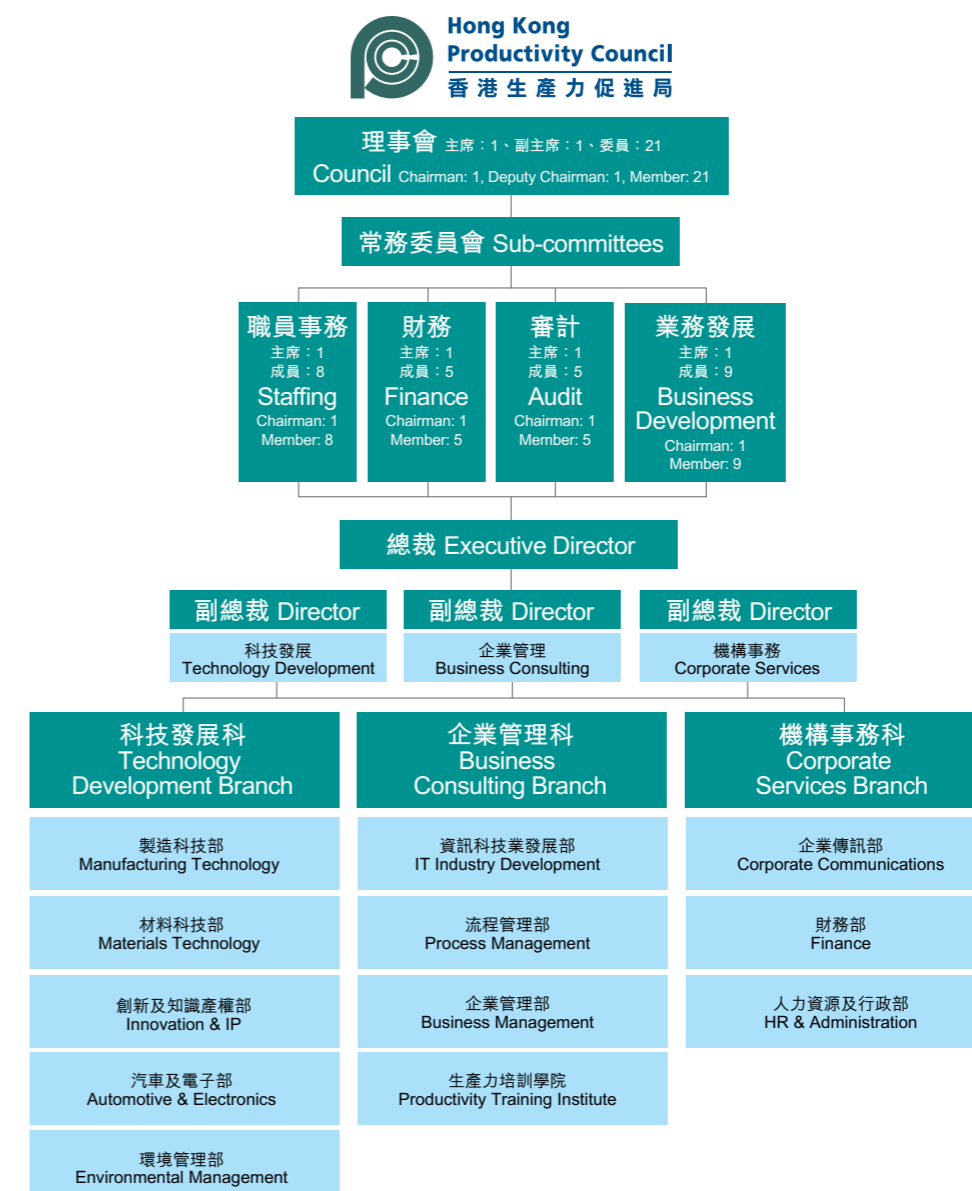 Hong Kong
Productivity Council
香港生產力促進局
理事會 主席：1、副主席：1、委員：21
Council Chairman: 1, Deputy Chairman: 1, Member: 21
常務委員會 Sub-committees
職員事務
主席：1
成員：8
Staffing
Chairman: 1
Member: 8
財務
主席：1
成員：5
Finance
Chairman: 1
Member: 5
審計
主席：1
成員：5
Audit
Chairman: 1
Member: 5
業務發展
主席：1
成員：9
Business
Development
Chairman: 1
Member: 9
總裁 Executive Director
副總裁 Director
科技發展
Technology Development
副總裁 Director
企業管理
Business Consulting
副總裁 Director
機構事務
Corporate Services
科技發展科
Technology
Development Branch
製造科技部
Manufacturing Technology
材料科技部
Materials Technology
創新及知識產權部
Innovation & IP
汽車及電子部
Automotive & Electronics
環境管理部
Environmental Management
企業管理科
Business
Consulting Branch
資訊科技業發展部
IT Industry Development
流程管理部
Process Management
企業管理部
Business Management
生產力培訓學院
Productivity Training Institute
機構事務科
Corporate
Services Branch
企業傳訊部
Corporate Communications
財務部
Finance
人力資源及行政部
HR & Administration